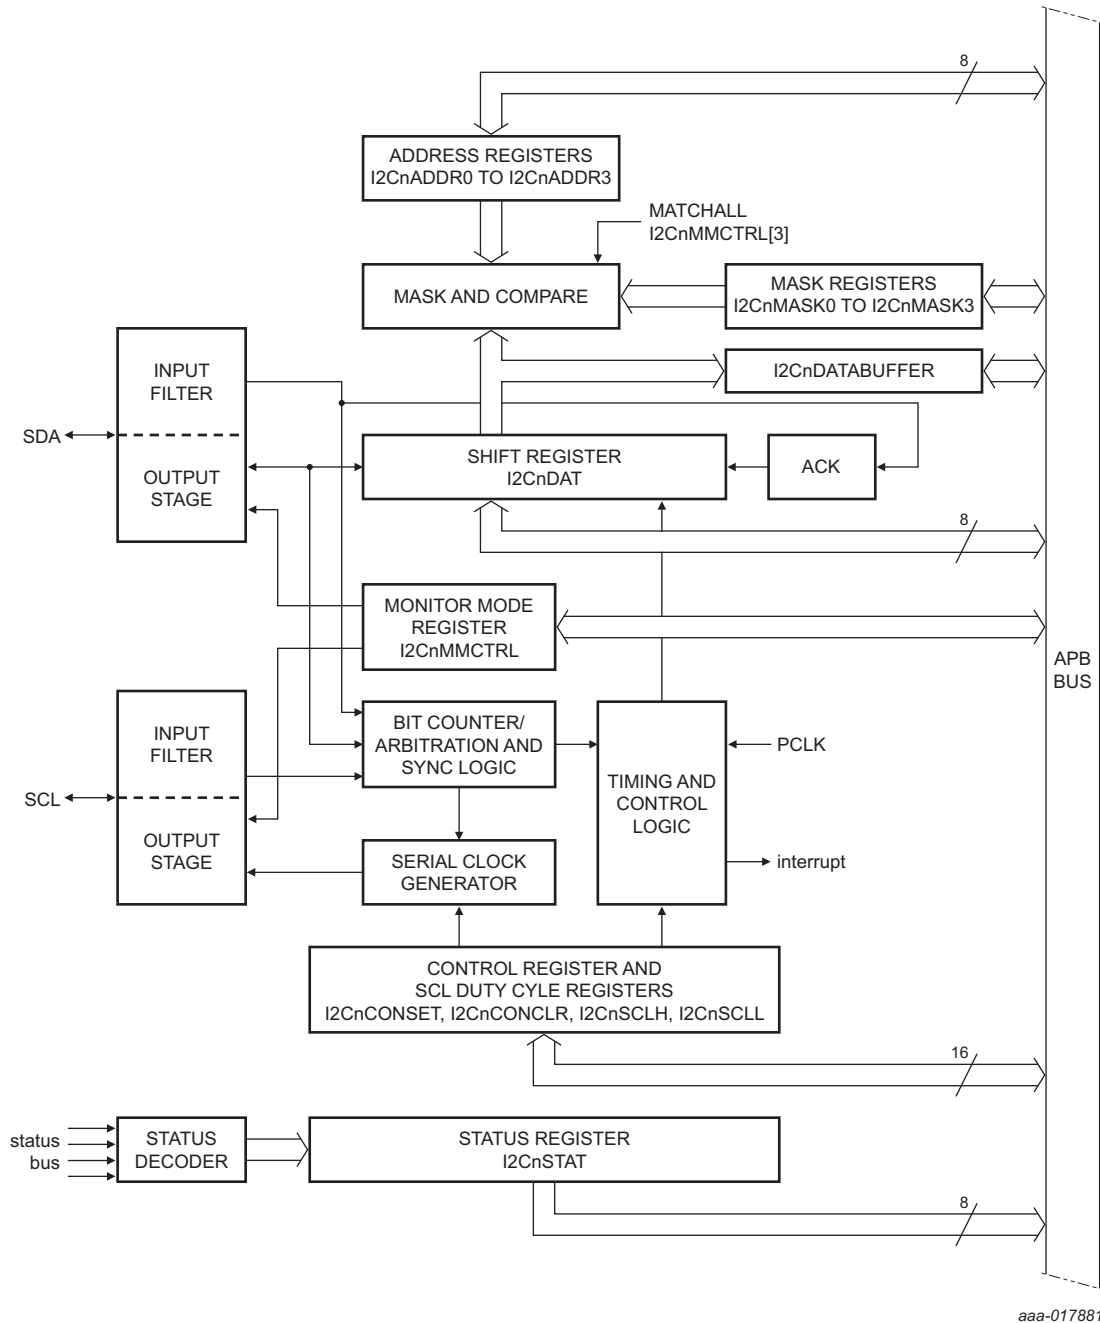 8
ADDRESS REGISTERS
I2CnADDR0 TO I2CnADDR3
MATCHALL
I2CnMMCTRL[3]
MASK AND COMPARE
MASK REGISTERS
I2CnMASK0 TO I2CnMASK3
I2CnDATABUFFER
INPUT
FILTER
SDA
OUTPUT
STAGE
SHIFT REGISTER
I2CnDAT
ACK
8
MONITOR MODE
REGISTER
I2CnMMCTRL
APB
BUS
INPUT
FILTER
SCL
OUTPUT
STAGE
BIT COUNTER/
ARBITRATION AND
SYNC LOGIC
PCLK
TIMING AND
CONTROL
LOGIC
interrupt
SERIAL CLOCK
GENERATOR
CONTROL REGISTER AND
SCL DUTY CYLE REGISTERS
I2CnCONSET, I2CnCONCLR, I2CnSCLH, I2CnSCLL
16
status
bus
STATUS
DECODER
STATUS REGISTER
I2CnSTAT
8
aaa-017881